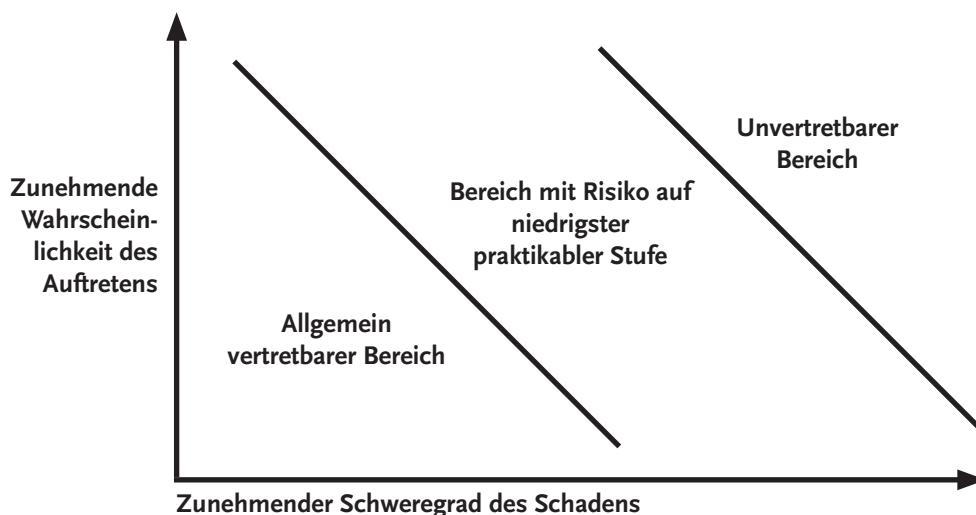 Unvertretbarer
Bereich
Zunehmende
Wahrschein-
lichkeit des
Auftretens
Bereich mit Risiko auf
niedrigster
praktikabler Stufe
Allgemein
vertretbarer Bereich
Zunehmender Schweregrad des Schadens